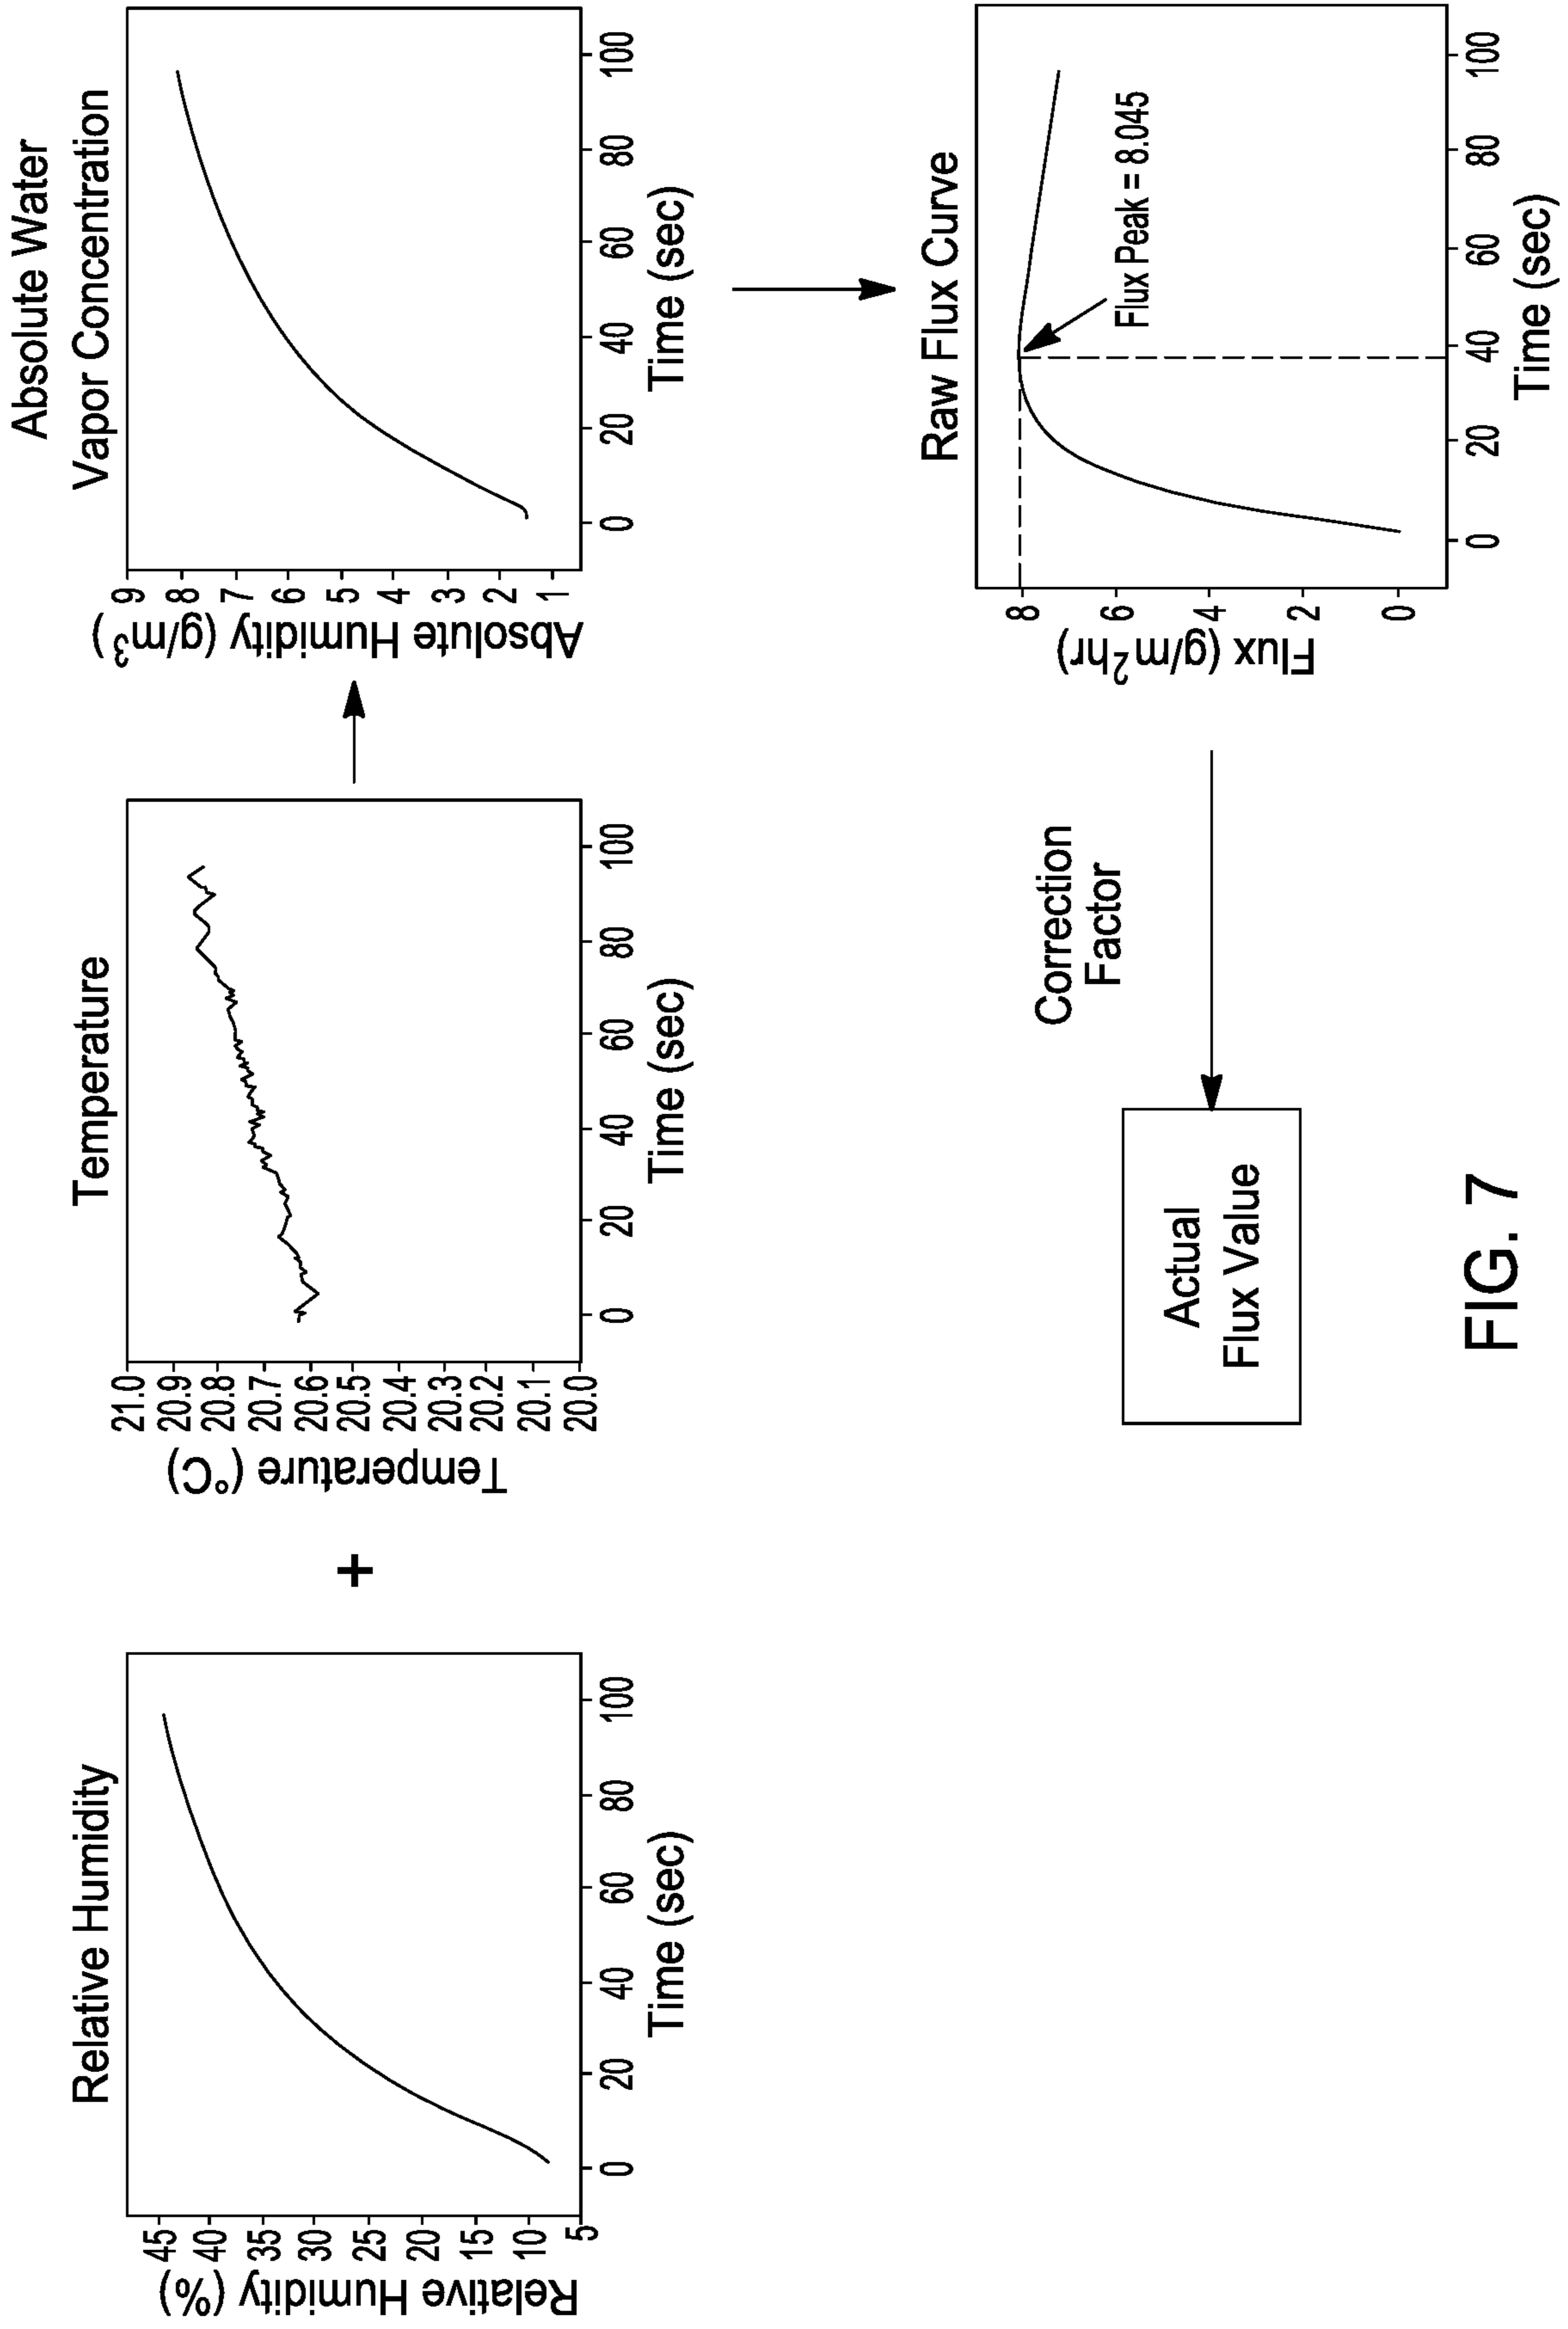 Relative Humidity
Relative Humidity (%)
45
40
35
30
25
20
15
10
5
0 20 40 60 80 100
Time (sec)
+
Temperature
Temperature (°C)
21.0
20.9
20.8
20.7
20.6
20.5
20.4
20.3
20.2
20.1
20.0
0 20 40 60 80 100
Time (sec)
Absolute Water
Vapor Concentration
Absolute Humidity (g/m³)
9
8
7
6
5
4
3
2
1
0 20 40 60 80 100
Time (sec)
Raw Flux Curve
Flux (g/m²hr)
8
6
4
2
0
Flux Peak = 8.045
0 20 40 60 80 100
Time (sec)
Correction
Factor
Actual
Flux Value
FIG. 7